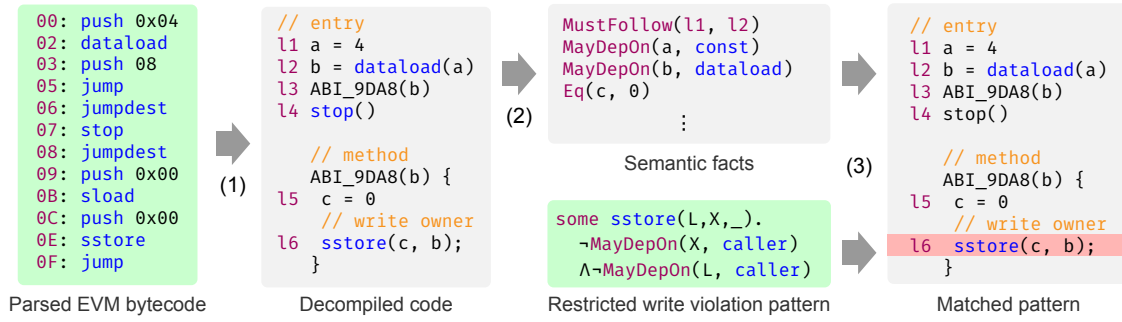 00: push 0x04
02: dataload
03: push 08
05: jump
06: jumpdest
07: stop
08: jumpdest
09: push 0x00
0B: sload
0C: push 0x00
0E: sstore
0F: jump
Parsed EVM bytecode
(1)
// entry
l1 a = 4
l2 b = dataload(a)
l3 ABI_9DA8(b)
l4 stop()
// method
ABI_9DA8(b) {
l5 c = 0
// write owner
l6 sstore(c, b);
}
Decompiled code
(2)
MustFollow(l1, l2)
MayDepOn(a, const)
MayDepOn(b, dataload)
Eq(c, 0)
⋮
Semantic facts
some sstore(L,X,_).
¬MayDepOn(X, caller)
∧¬MayDepOn(L, caller)
Restricted write violation pattern
(3)
// entry
l1 a = 4
l2 b = dataload(a)
l3 ABI_9DA8(b)
l4 stop()
// method
ABI_9DA8(b) {
l5 c = 0
// write owner
l6 sstore(c, b);
}
Matched pattern